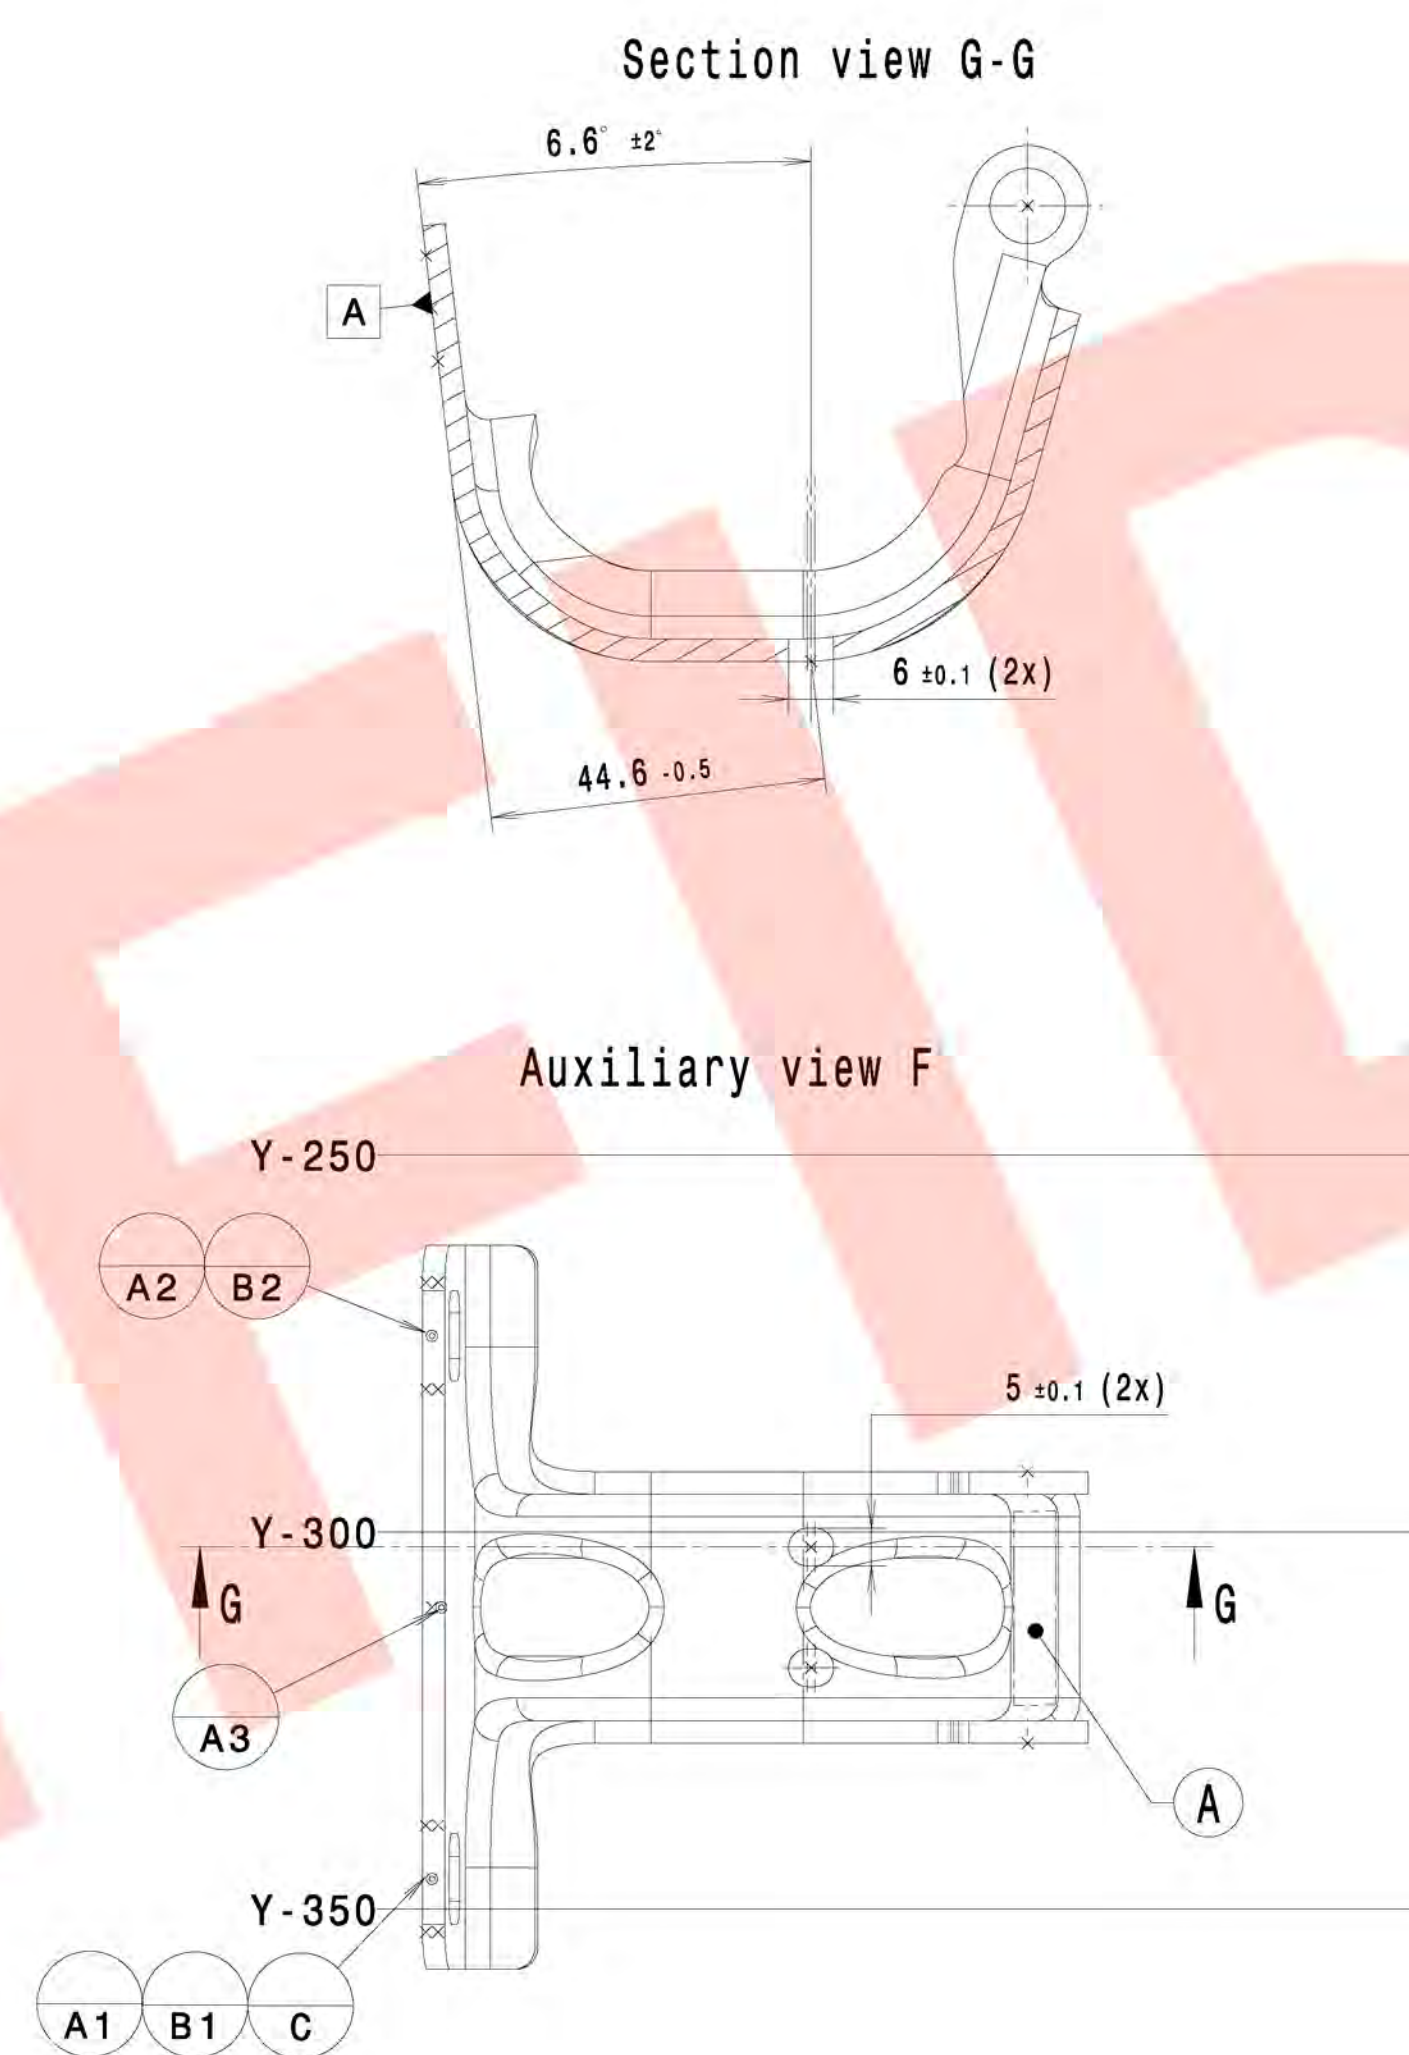 Section view G-G
6.6° ±2°
A
6 ±0.1 (2x)
44.6 -0.5
Auxiliary view F
Y-250
A2 B2
5 ±0.1 (2x)
Y-300
G G
A3
A
Y-350
A1 B1 C